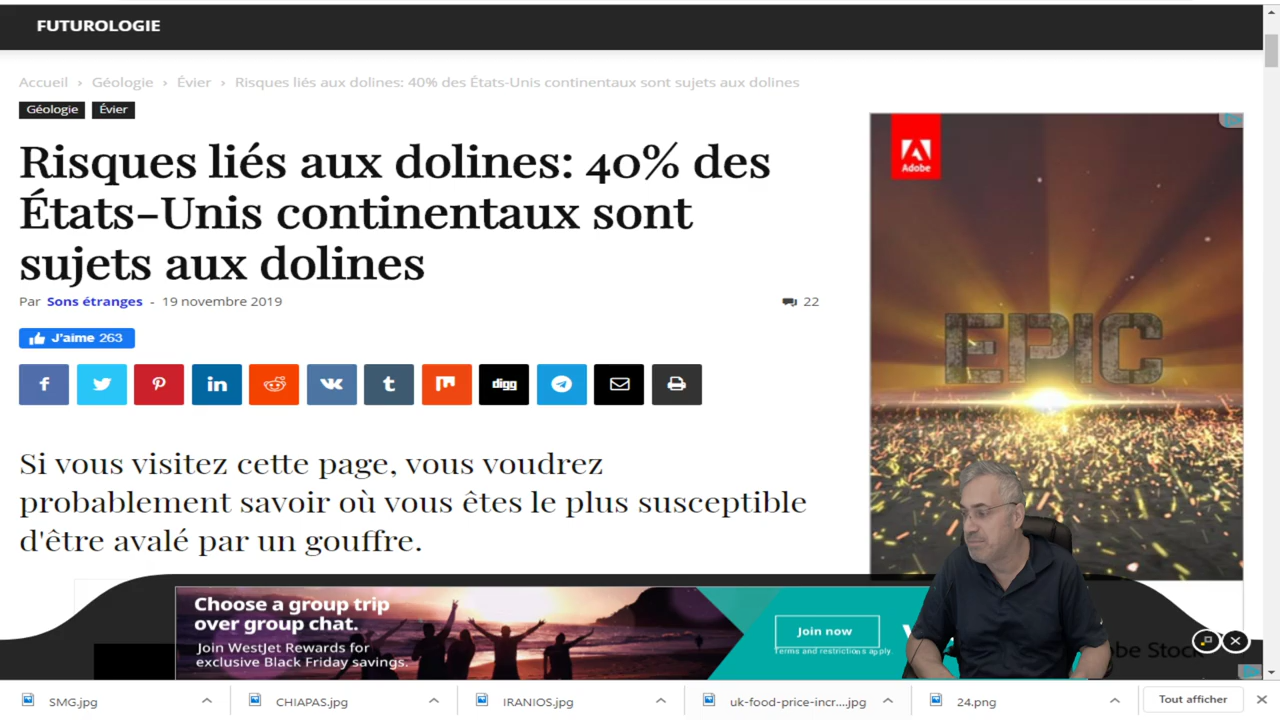 FUTUROLOGIE
Accueil › Géologie › Évier › Risques liés aux dolines: 40% des États-Unis continentaux sont sujets aux dolines
Géologie Évier
Risques liés aux dolines: 40% des
États-Unis continentaux sont
sujets aux dolines
Par Sons étranges - 19 novembre 2019 22
J'aime 263
digg
Si vous visitez cette page, vous voudrez
probablement savoir où vous êtes le plus susceptible
d'être avalé par un gouffre.
Adobe
EPIC
Choose a group trip
over group chat.
Join WestJet Rewards for
exclusive Black Friday savings.
Join now
Terms and restrictions apply.
SMG.jpg
CHIAPAS.jpg
IRANIOS.jpg
uk-food-price-incr....jpg
24.png
Tout afficher